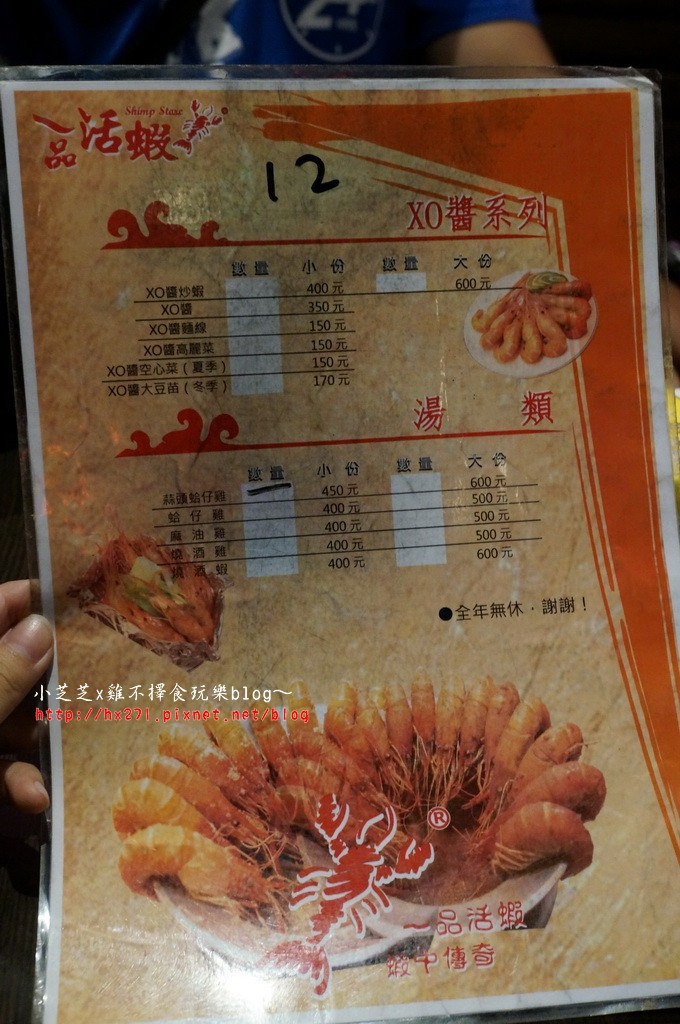 Shimp Staxe
一品活蝦®
12
XO醬系列
數量 小份 數量 大份
XO醬炒蝦 400元 600元
XO醬 350元
XO醬麵線 150元
XO醬高麗菜 150元
XO醬空心菜(夏季) 150元
XO醬大豆苗(冬季) 170元
湯類
數量 小份 數量 大份
蒜頭蛤仔雞 450元 600元
蛤仔雞 400元 500元
麻油雞 400元 500元
燒酒雞 400元 500元
燒酒蝦 400元 600元
●全年無休．謝謝！
小芝芝x雞不擇食玩樂blog～
http://hx271.pixnet.net/blog
®
一品活蝦
蝦中傳奇